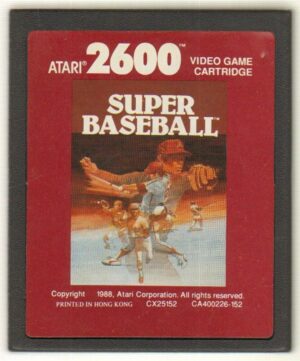 ATARI® 2600™ VIDEO GAME
CARTRIDGE
SUPER
BASEBALL™
Copyright 1988, Atari Corporation. All rights reserved.
PRINTED IN HONG KONG CX25152 CA400226-152